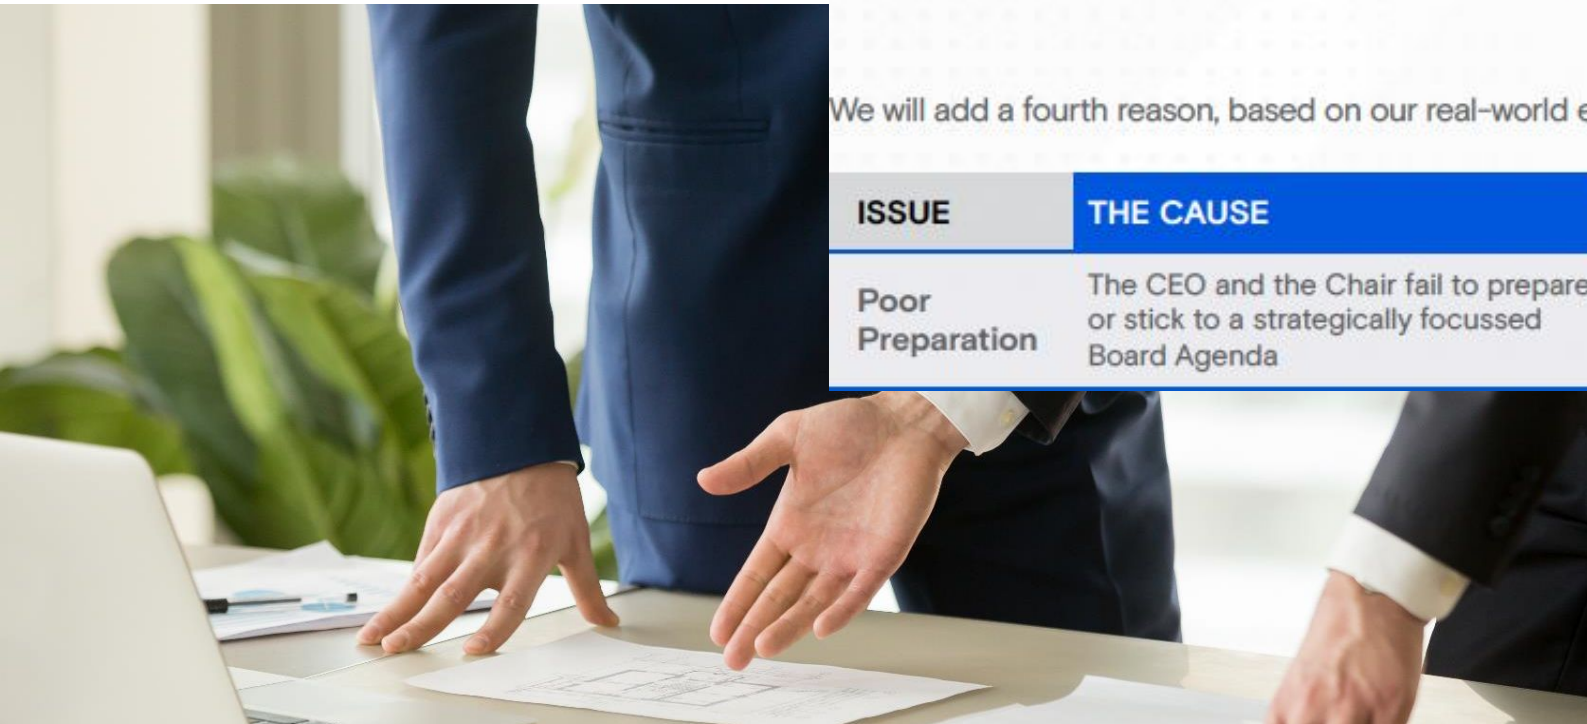 We will add a fourth reason, based on our real-world
ISSUE
THE CAUSE
Poor
Preparation
The CEO and the Chair fail to prepare
or stick to a strategically focussed
Board Agenda